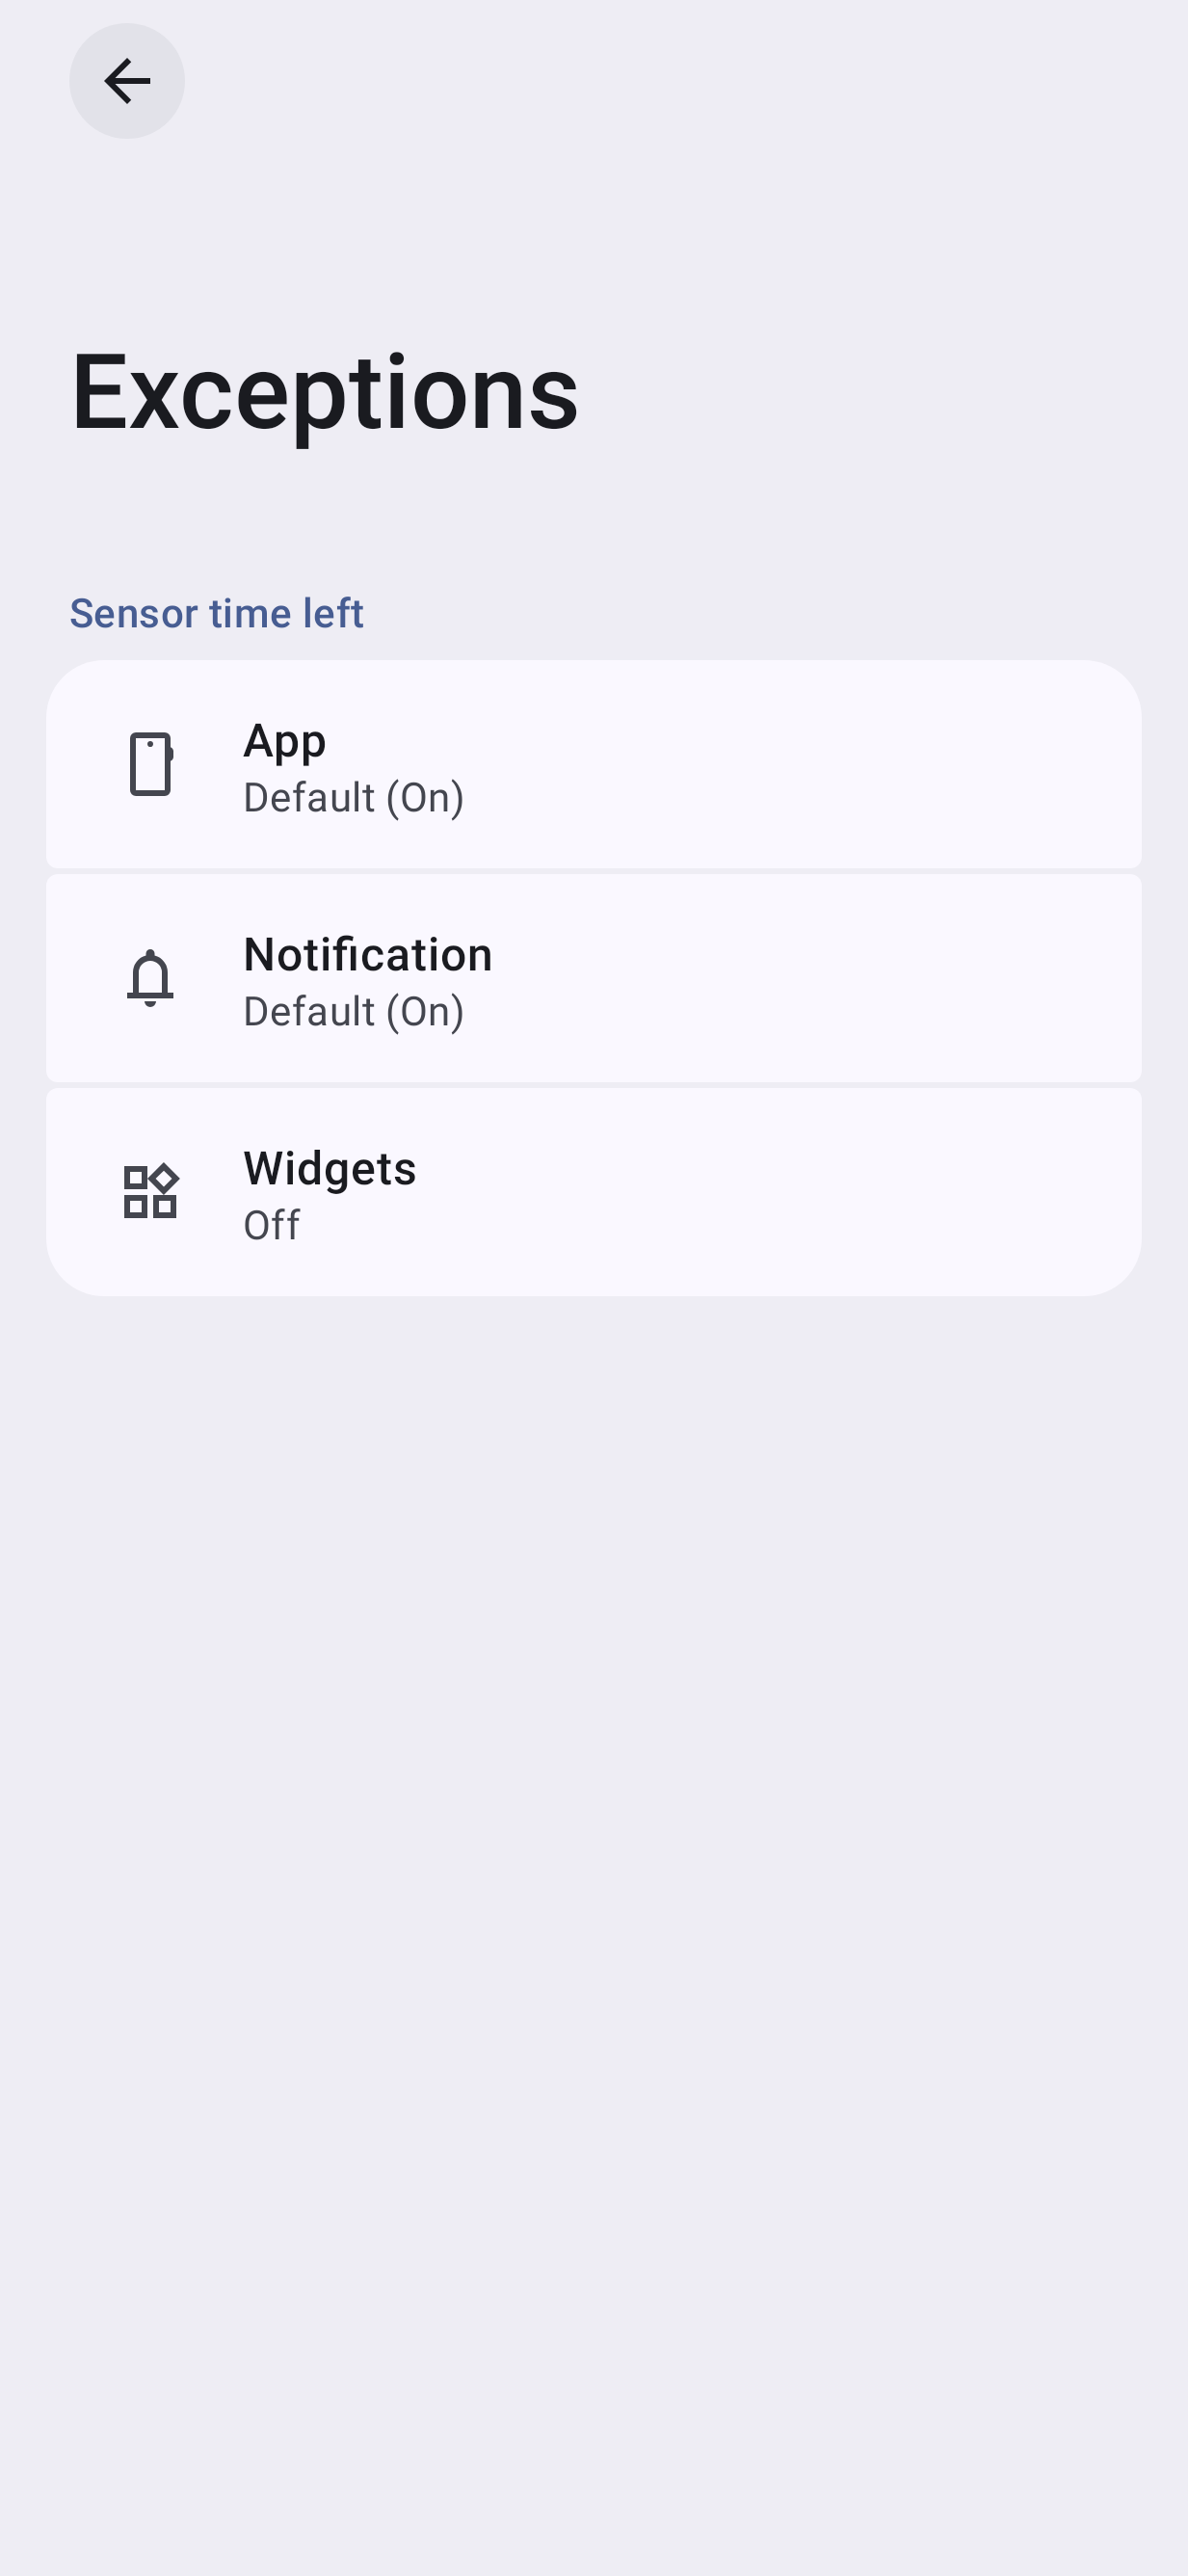 Exceptions
Sensor time left
App
Default (On)
Notification
Default (On)
Widgets
Off